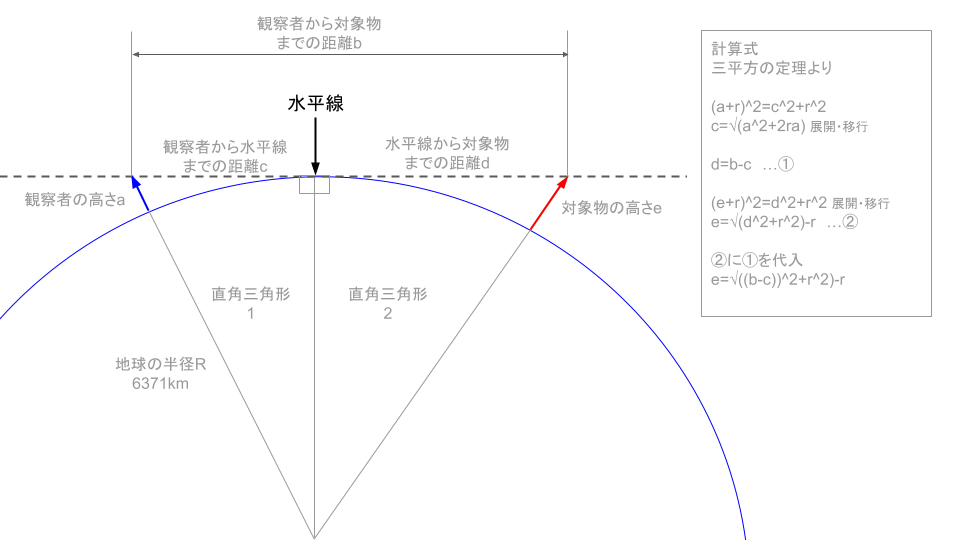 観察者から対象物
までの距離b
水平線
観察者から水平線
までの距離c
水平線から対象物
までの距離d
観察者の高さa
対象物の高さe
直角三角形
1
直角三角形
2
地球の半径R
6371km
計算式
三平方の定理より
(a+r)^2=c^2+r^2
c=√(a^2+2ra) 展開・移行
d=b-c …①
(e+r)^2=d^2+r^2 展開・移行
e=√(d^2+r^2)-r …②
②に①を代入
e=√((b-c))^2+r^2)-r